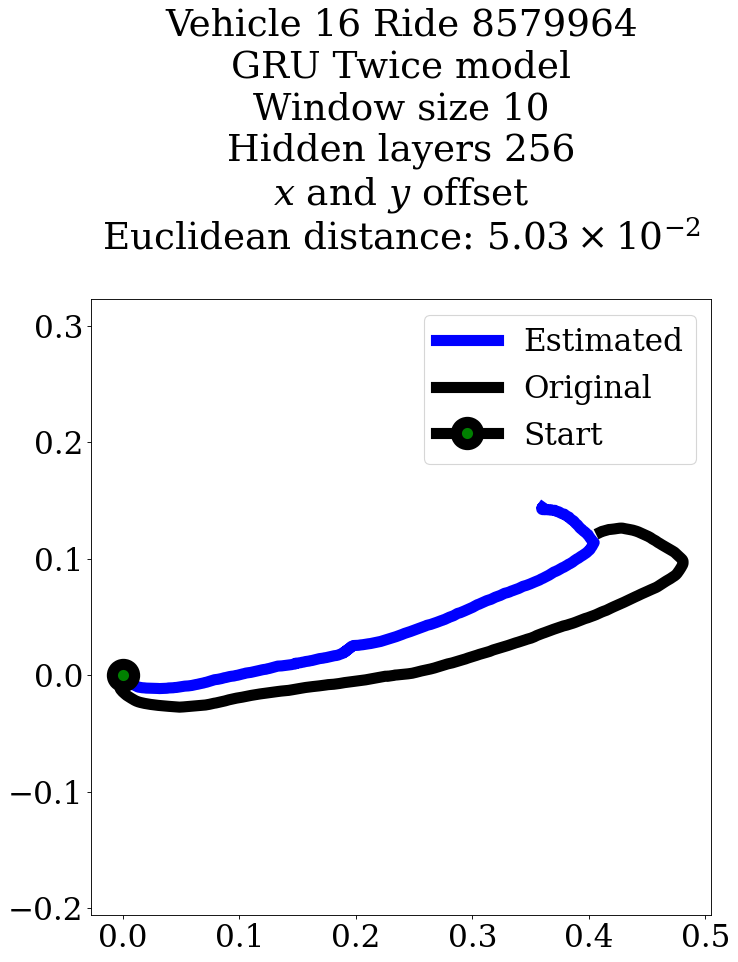 Vehicle 16 Ride 8579964
GRU Twice model
Window size 10
Hidden layers 256
x and y offset
Euclidean distance: 5.03 × 10⁻²
0.3
Estimated
Original
Start
0.2
0.1
0.0
−0.1
−0.2
0.0 0.1 0.2 0.3 0.4 0.5